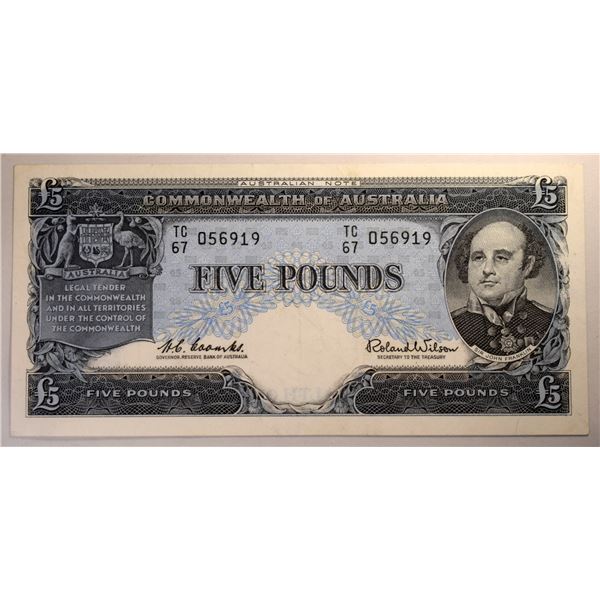 AUSTRALIAN NOTE
£5 COMMONWEALTH OF AUSTRALIA £5
TC 67 056919 TC 67 056919
AUSTRALIA
FIVE POUNDS
LEGAL TENDER
IN THE COMMONWEALTH
AND IN ALL TERRITORIES
UNDER THE CONTROL OF
THE COMMONWEALTH
H.C. Coombs.
GOVERNOR, RESERVE BANK OF AUSTRALIA
Roland Wilson
SECRETARY TO THE TREASURY
SIR JOHN FRANKLIN
£5 FIVE POUNDS FIVE POUNDS £5